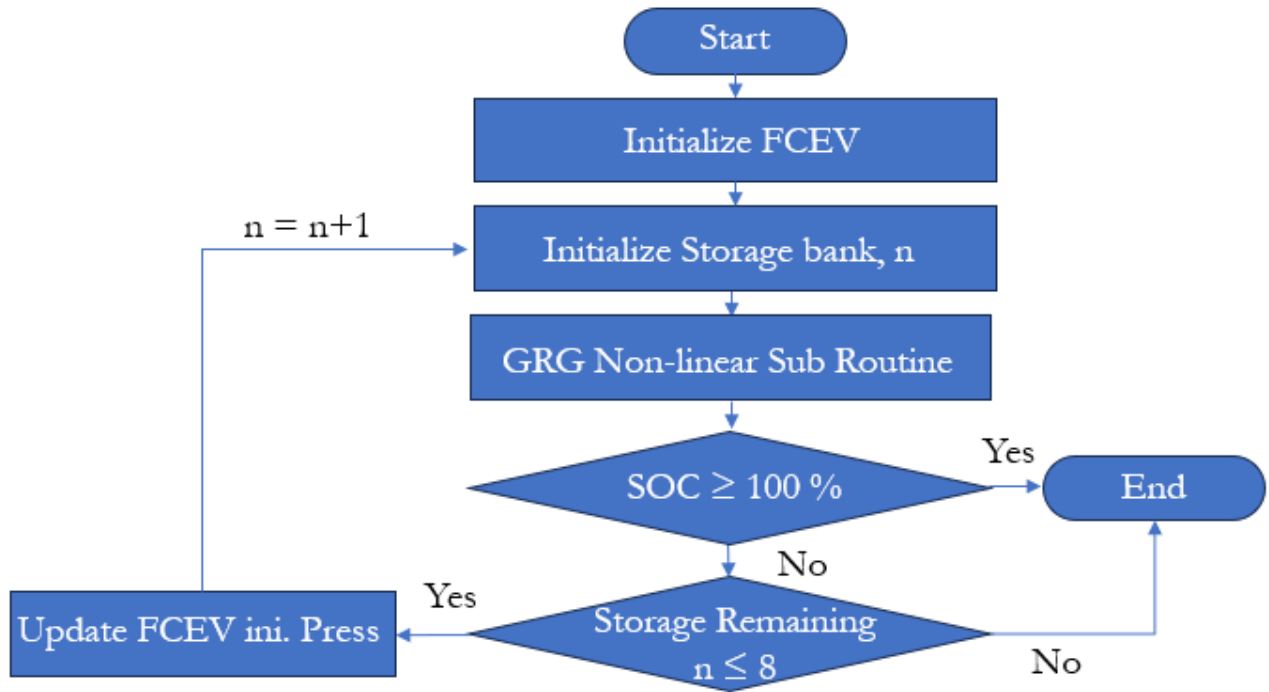 Start
Initialize FCEV
n = n+1
Initialize Storage bank, n
GRG Non-linear Sub Routine
Yes
SOC ≥ 100 %
End
No
Yes
Storage Remaining
n ≤ 8
Update FCEV ini. Press
No